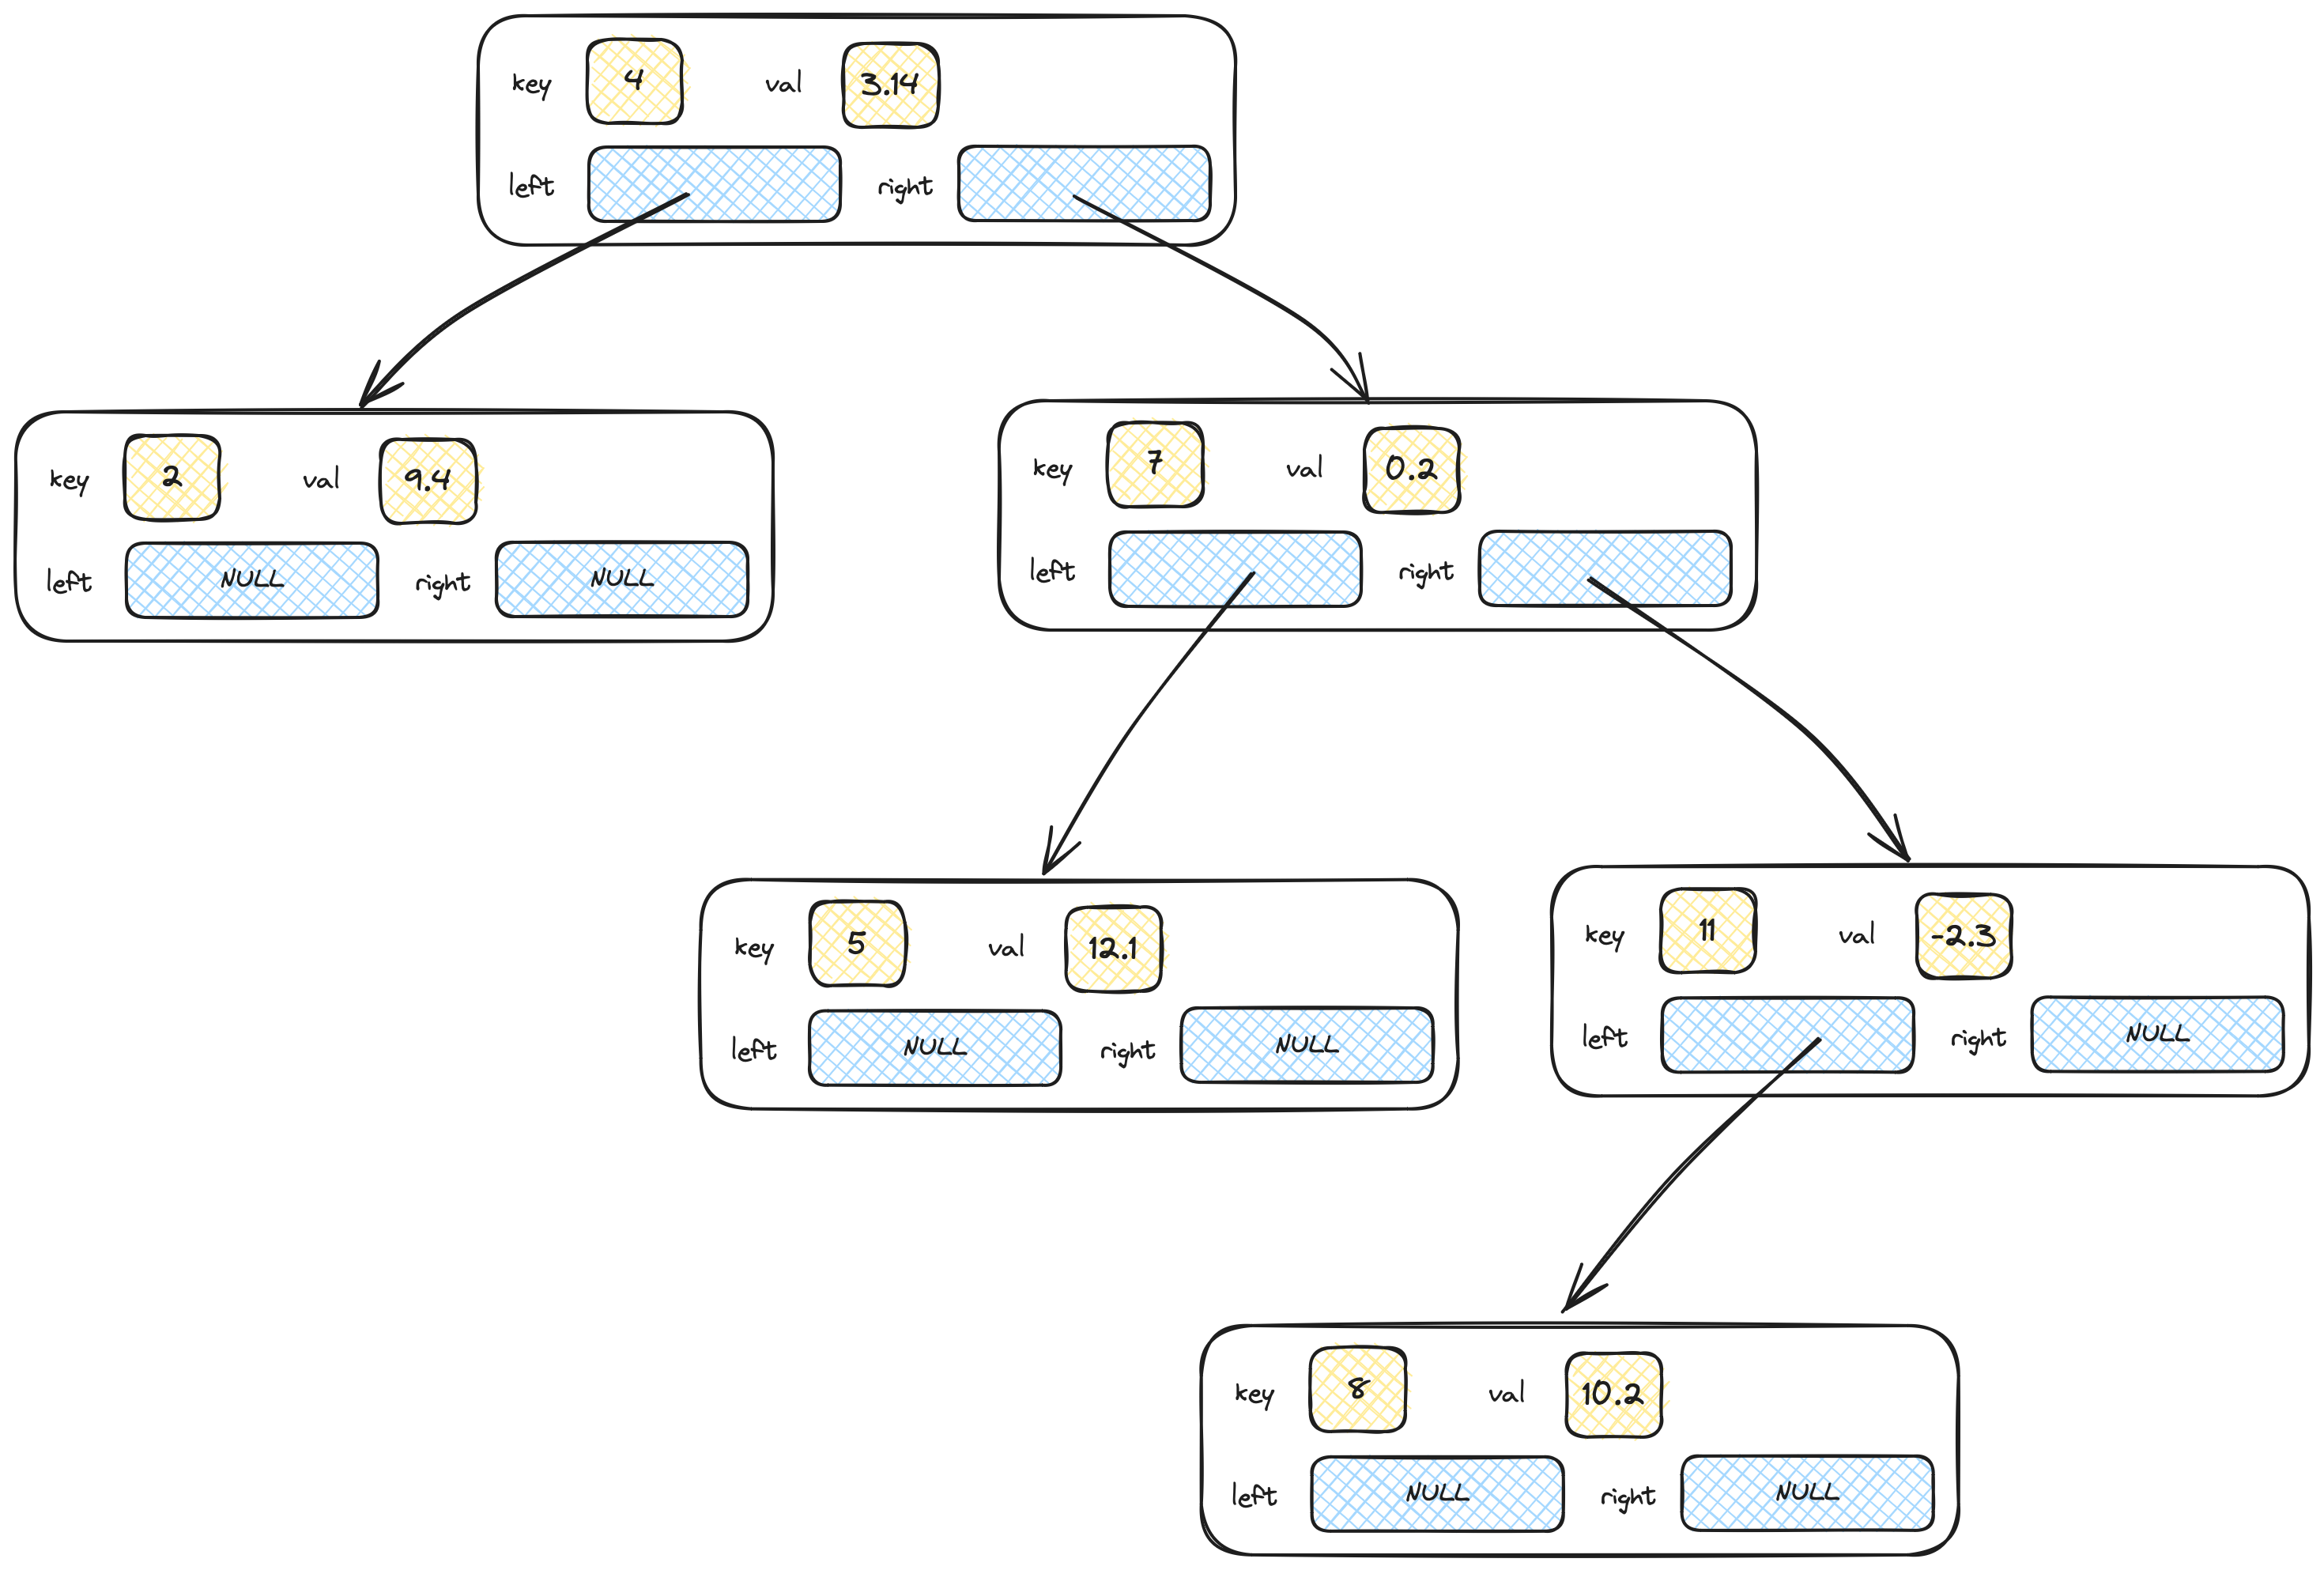 key 4 val 3.14
left right
key 2 val 9.4
left NULL right NULL
key 7 val 0.2
left right
key 5 val 12.1
left NULL right NULL
key 11 val -2.3
left right NULL
key 8 val 10.2
left NULL right NULL